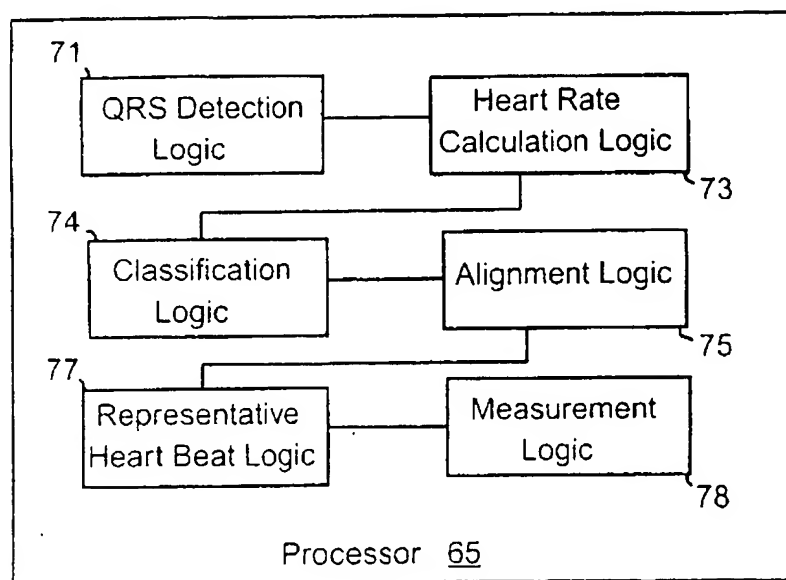 71
QRS Detection
Logic
Heart Rate
Calculation Logic
73
74
Classification
Logic
Alignment Logic
75
77
Representative
Heart Beat Logic
Measurement
Logic
78
Processor 65